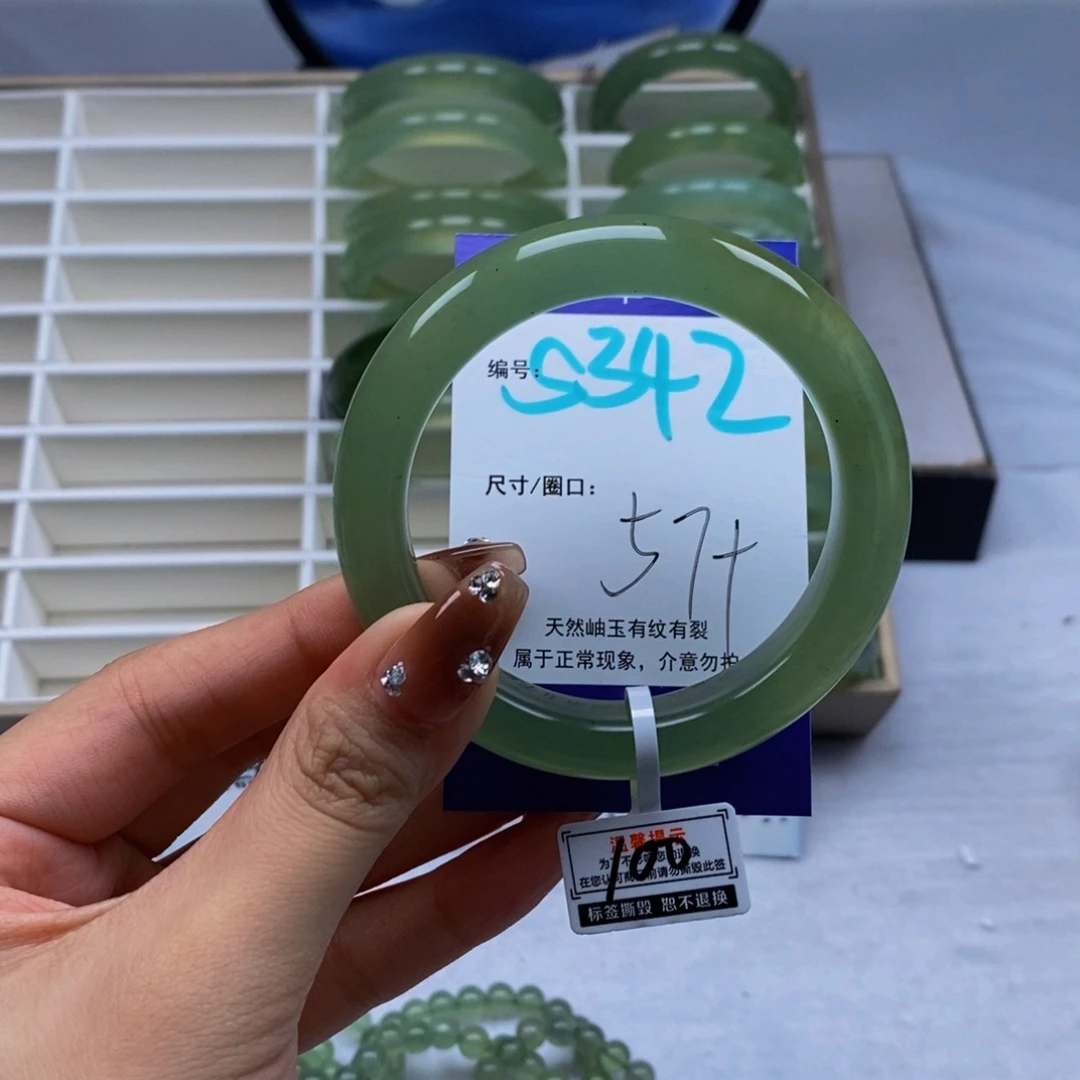 编号: S342
尺寸/圈口: 57+
天然岫玉有纹有裂
属于正常现象，介意勿拍
温馨提示
100
标签撕毁 恕不退换